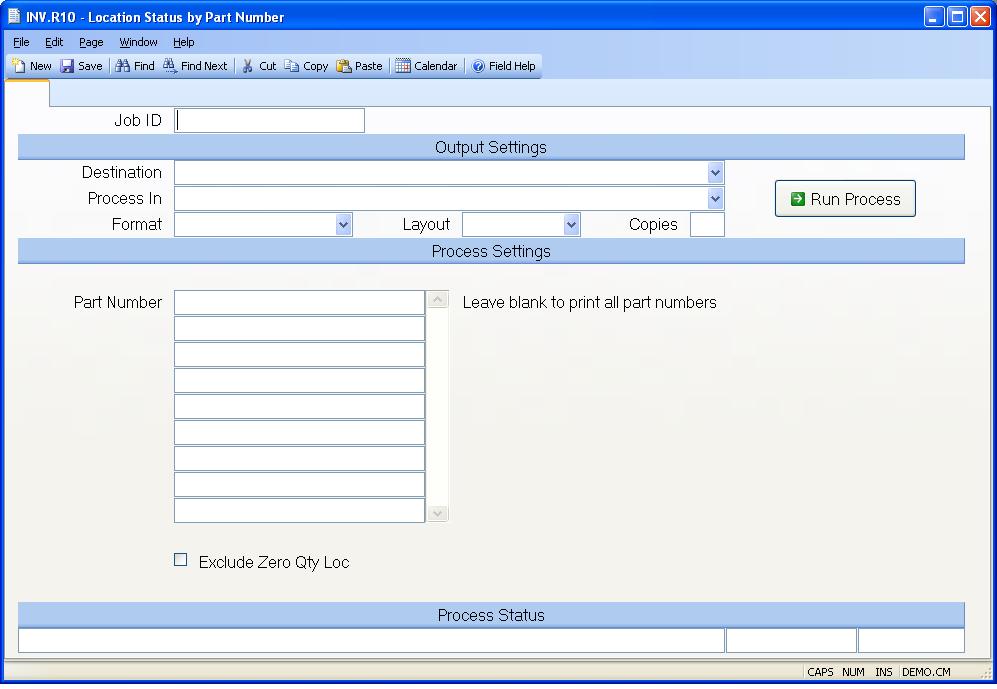 INV.R10 - Location Status by Part Number
File Edit Page Window Help
New Save Find Find Next Cut Copy Paste Calendar Field Help
Job ID
Output Settings
Destination
Process In
Run Process
Format Layout Copies
Process Settings
Part Number Leave blank to print all part numbers
Exclude Zero Qty Loc
Process Status
CAPS NUM INS DEMO.CM